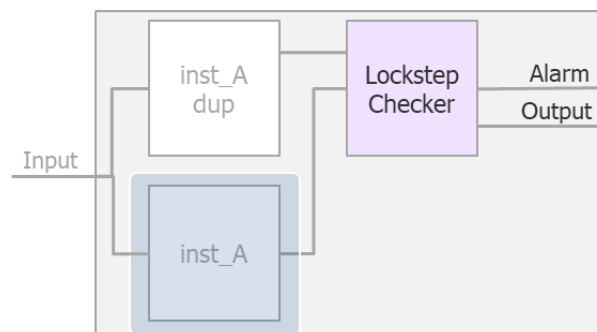 inst_A
dup
Lockstep
Checker
Alarm
Output
Input
inst_A